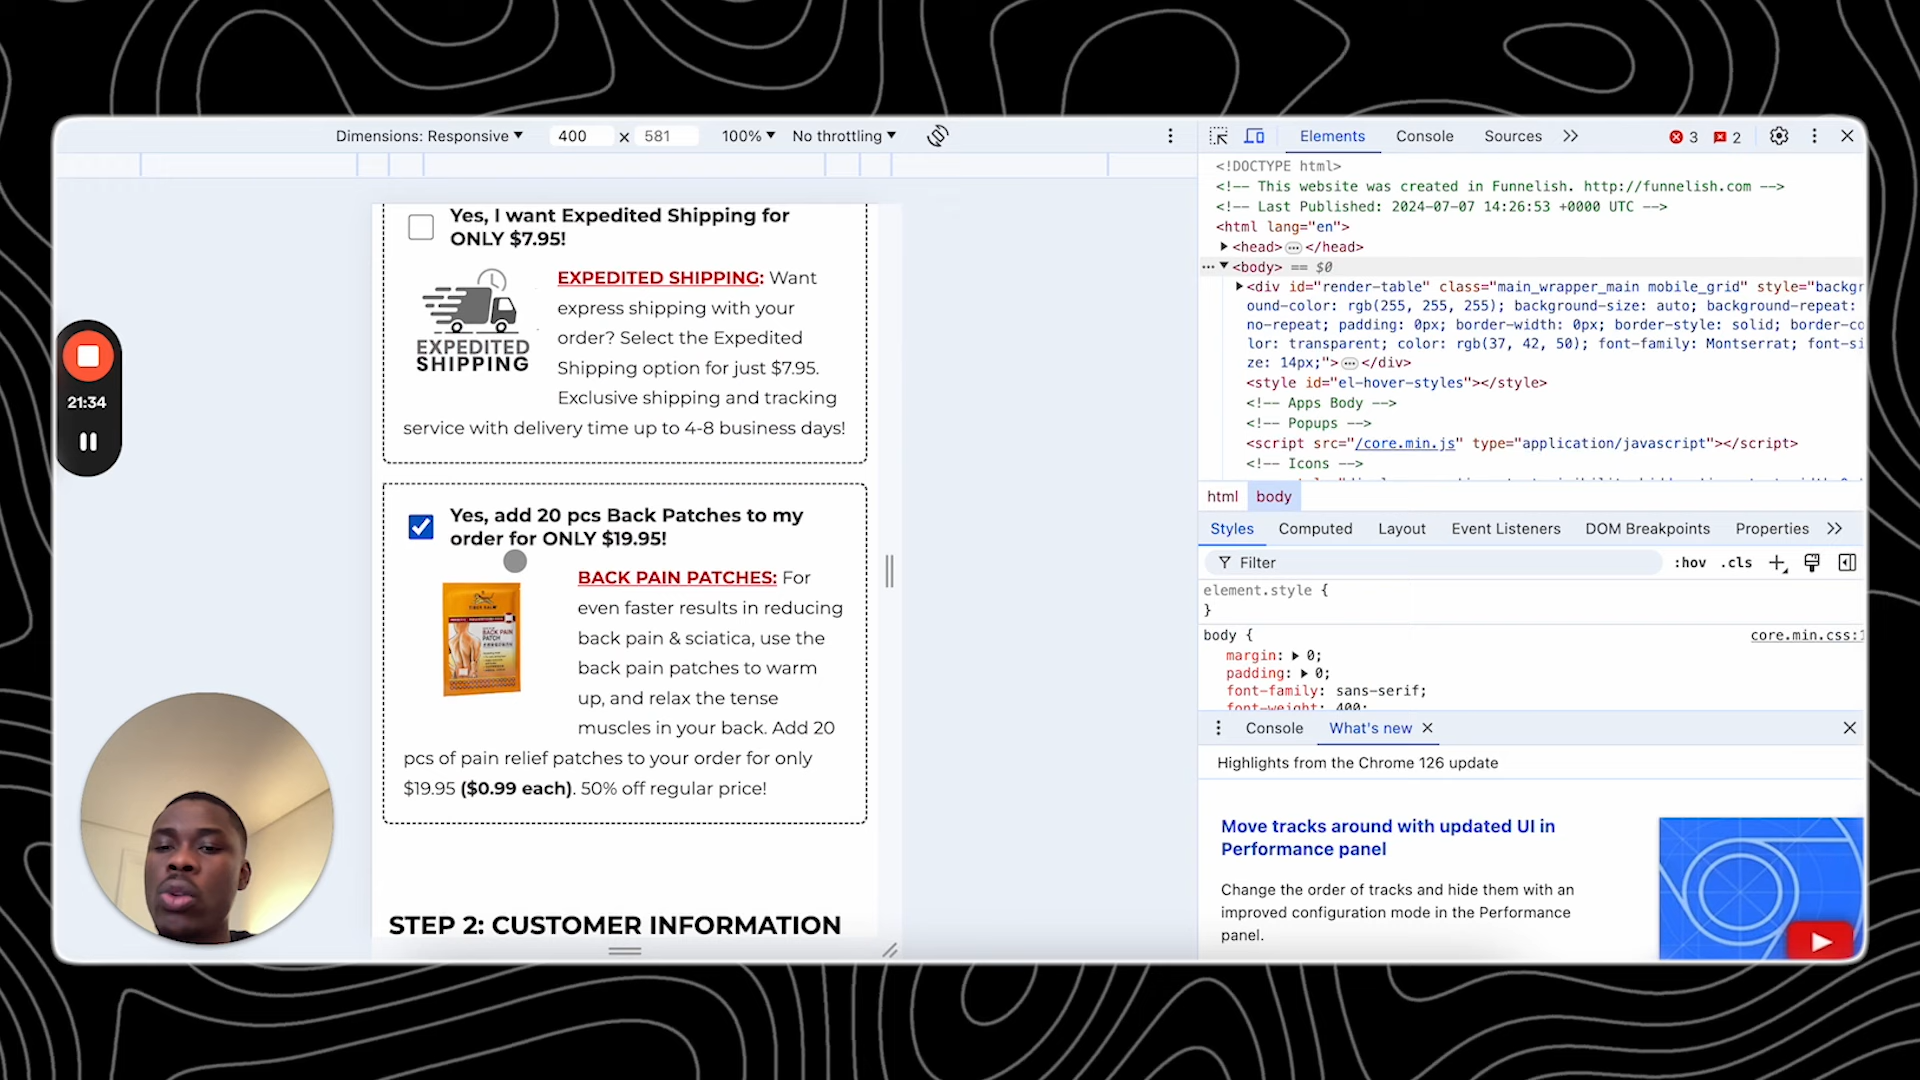 Dimensions: Responsive 400 x 581 100% No throttling
Elements Console Sources 3 2
Yes, I want Expedited Shipping for
ONLY $7.95!
EXPEDITED SHIPPING: Want
express shipping with your
order? Select the Expedited
Shipping option for just $7.95.
Exclusive shipping and tracking
service with delivery time up to 4-8 business days!
EXPEDITED
SHIPPING
21:34
Yes, add 20 pcs Back Patches to my
order for ONLY $19.95!
BACK PAIN PATCHES: For
even faster results in reducing
back pain & sciatica, use the
back pain patches to warm
up, and relax the tense
muscles in your back. Add 20
pcs of pain relief patches to your order for only
$19.95 ($0.99 each). 50% off regular price!
BACK PAIN
PATCH
STEP 2: CUSTOMER INFORMATION
<!DOCTYPE html>
<!-- This website was created in Funnelish. http://funnelish.com -->
<!-- Last Published: 2024-07-07 14:26:53 +0000 UTC -->
<html lang="en">
<head> </head>
<body> == $0
<div id="render-table" class="main_wrapper_main mobile_grid" style="backgr
ound-color: rgb(255, 255, 255); background-size: auto; background-repeat:
no-repeat; padding: 0px; border-width: 0px; border-style: solid; border-co
lor: transparent; color: rgb(37, 42, 50); font-family: Montserrat; font-si
ze: 14px;"> </div>
<style id="el-hover-styles"></style>
<!-- Apps Body -->
<!-- Popups -->
<script src="/core.min.js" type="application/javascript"></script>
<!-- Icons -->
html body
Styles Computed Layout Event Listeners DOM Breakpoints Properties
Filter :hov .cls
element.style {
}
body { core.min.css:1
margin: 0;
padding: 0;
font-family: sans-serif;
font-weight: 400;
Console What's new
Highlights from the Chrome 126 update
Move tracks around with updated UI in
Performance panel
Change the order of tracks and hide them with an
improved configuration mode in the Performance
panel.